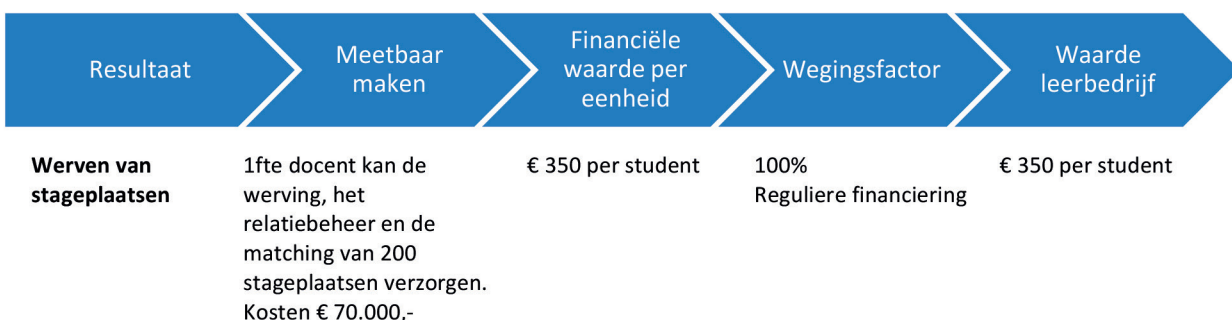 Resultaat
Meetbaar
maken
Financiële
waarde per
eenheid
Wegingsfactor
Waarde
leerbedrijf
Werven van
stageplaatsen
1fte docent kan de
werving, het
relatiebeheer en de
matching van 200
stageplaatsen verzorgen.
Kosten € 70.000,-
€ 350 per student
100%
Reguliere financiering
€ 350 per student